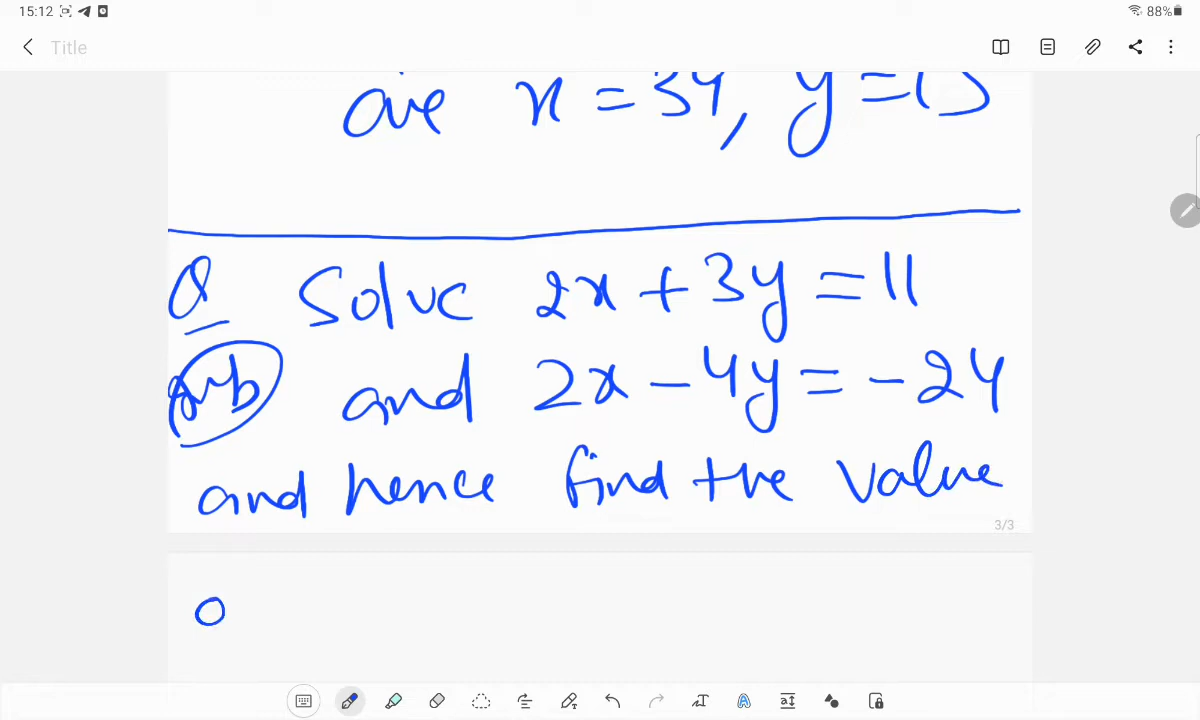 15:12 88%
Title
are x = 34, y = 15
Q Solve 2x + 3y = 11
and 2x - 4y = -24
and hence find the value
3/3
o